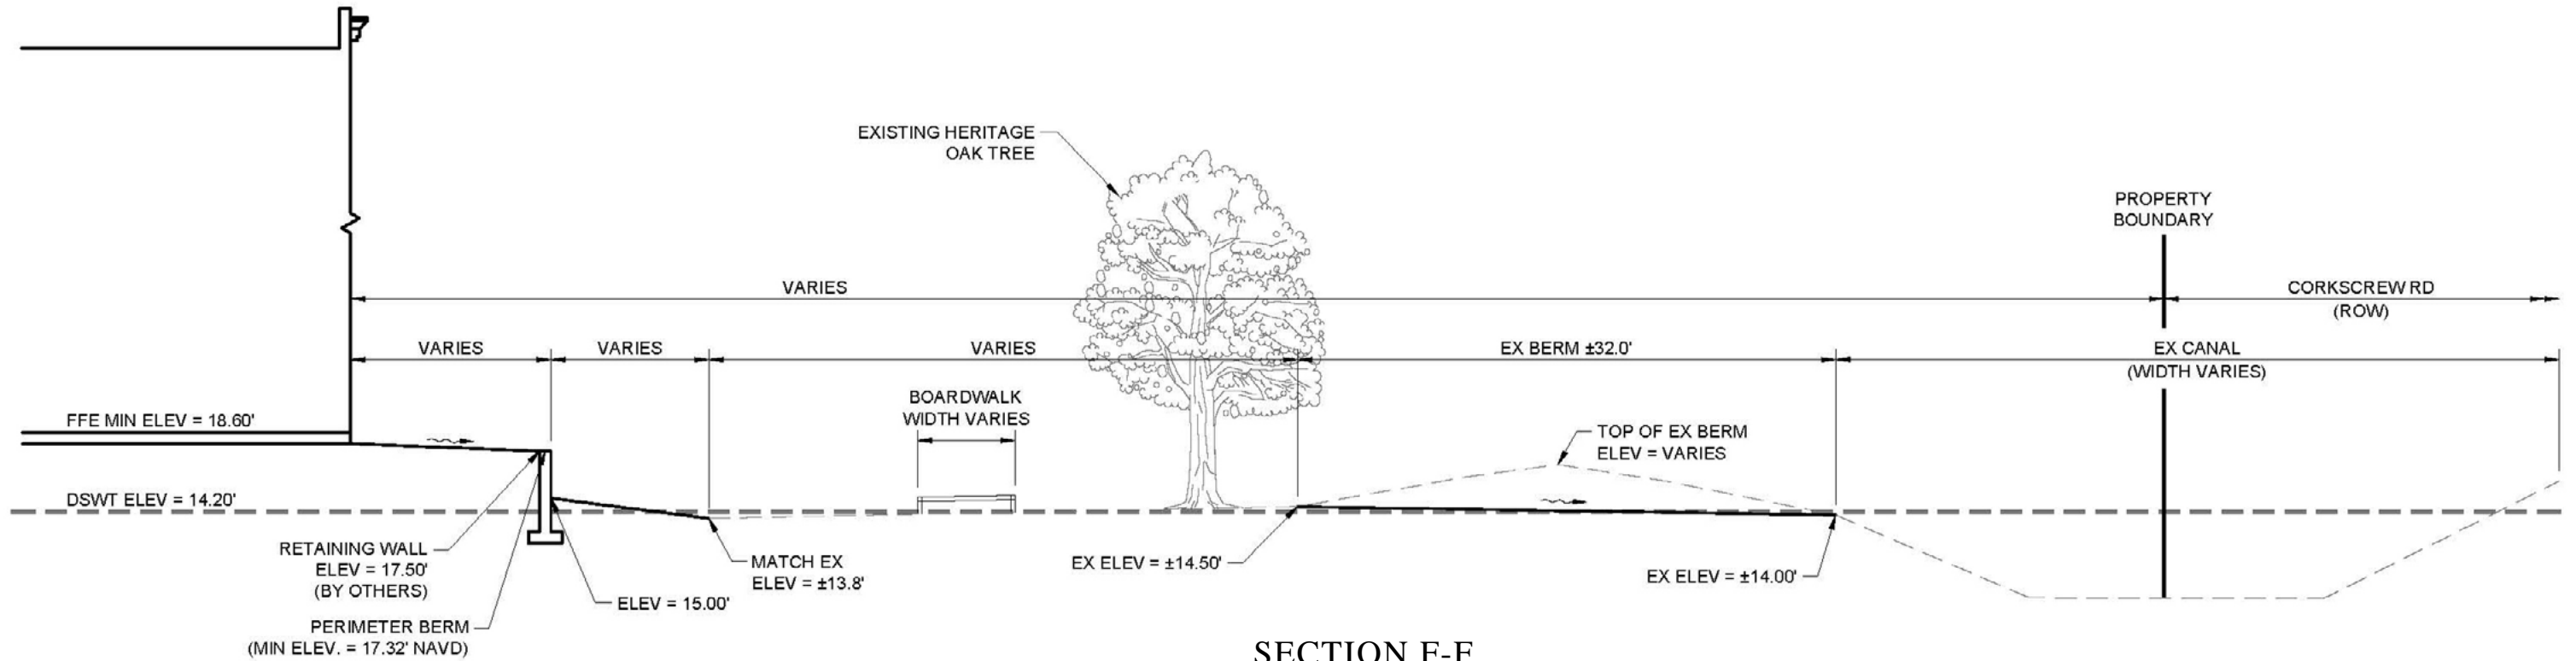 EXISTING HERITAGE
OAK TREE
PROPERTY
BOUNDARY
VARIES
CORKSCREW RD
(ROW)
VARIES
VARIES
VARIES
EX BERM ±32.0'
EX CANAL
(WIDTH VARIES)
BOARDWALK
WIDTH VARIES
FFE MIN ELEV = 18.60'
TOP OF EX BERM
ELEV = VARIES
DSWT ELEV = 14.20'
RETAINING WALL
ELEV = 17.50'
(BY OTHERS)
MATCH EX
ELEV = ±13.8'
EX ELEV = ±14.50'
EX ELEV = ±14.00'
ELEV = 15.00'
PERIMETER BERM
(MIN ELEV. = 17.32' NAVD)